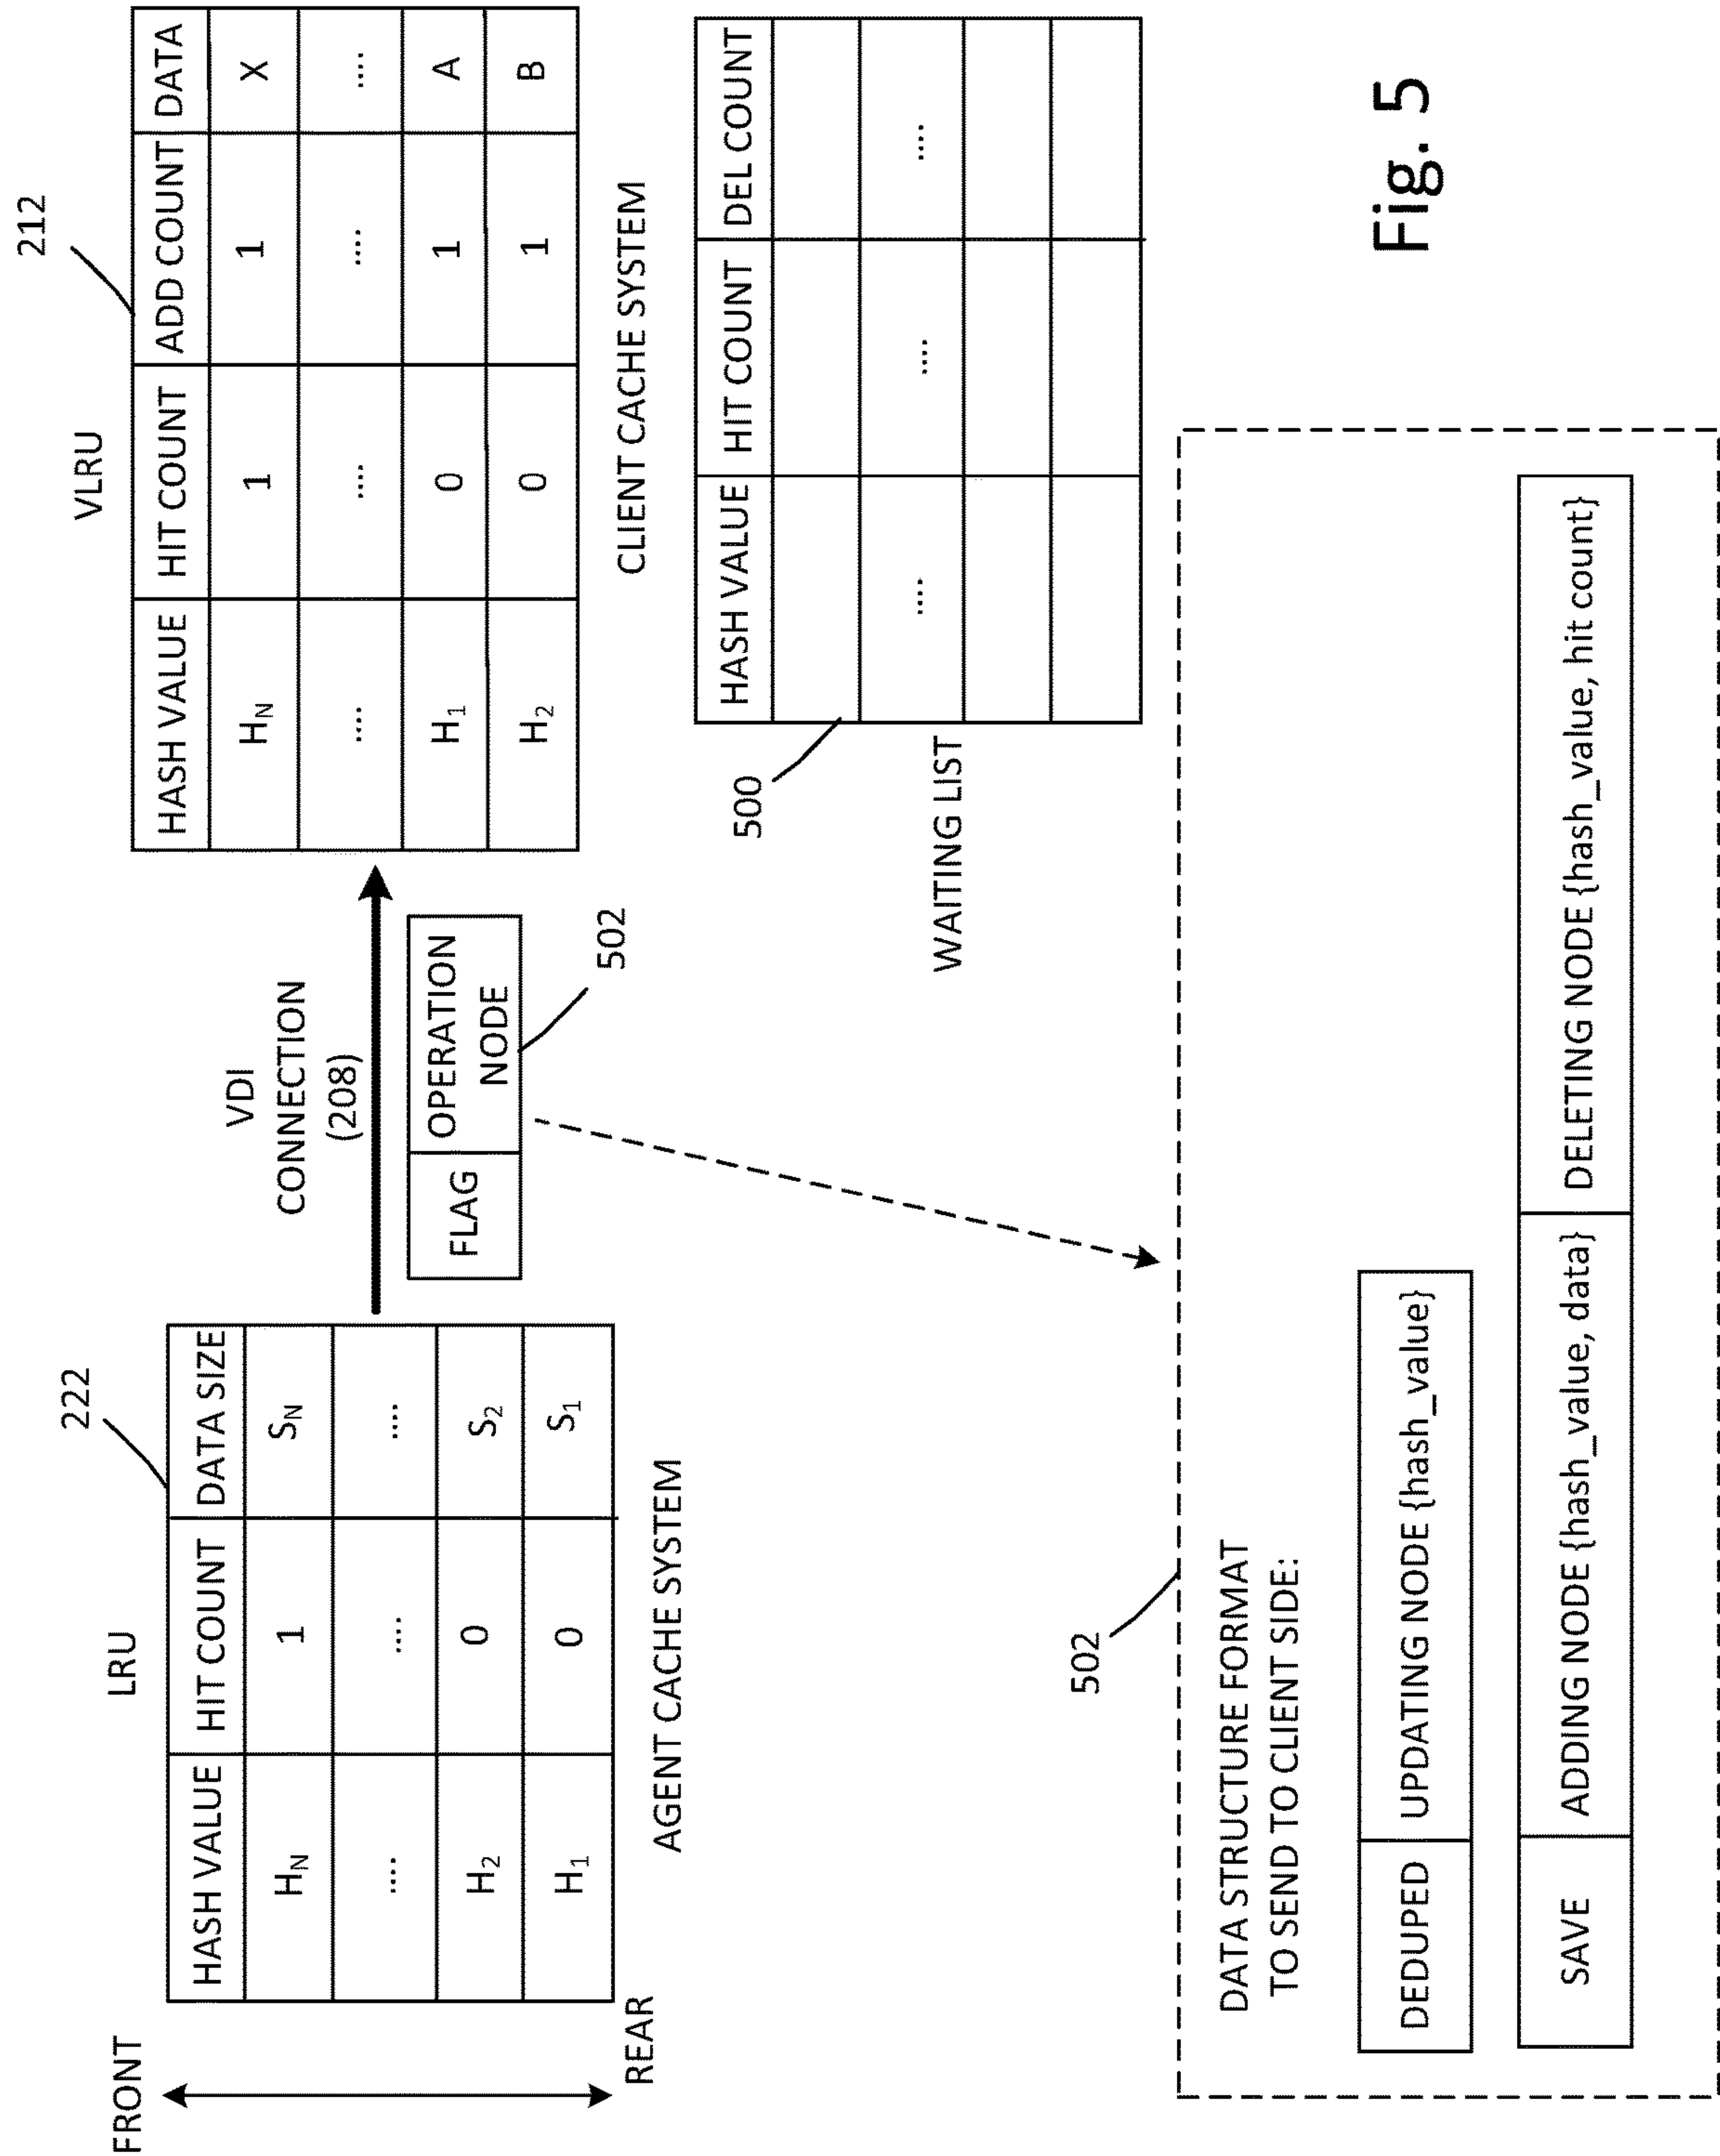 FRONT
REAR
LRU
222
HASH VALUE HIT COUNT DATA SIZE
H_N 1 S_N
.... .... ....
H_2 0 S_2
H_1 0 S_1
AGENT CACHE SYSTEM
VDI
CONNECTION
(208)
FLAG OPERATION
NODE
502
VLRU
212
HASH VALUE HIT COUNT ADD COUNT DATA
H_N 1 1 X
.... .... .... ....
H_1 0 1 A
H_2 0 1 B
CLIENT CACHE SYSTEM
500
WAITING LIST
HASH VALUE HIT COUNT DEL COUNT
.... .... ....
502
DATA STRUCTURE FORMAT
TO SEND TO CLIENT SIDE:
DEDUPED UPDATING NODE {hash_value}
SAVE ADDING NODE {hash_value, data} DELETING NODE {hash_value, hit count}
Fig. 5